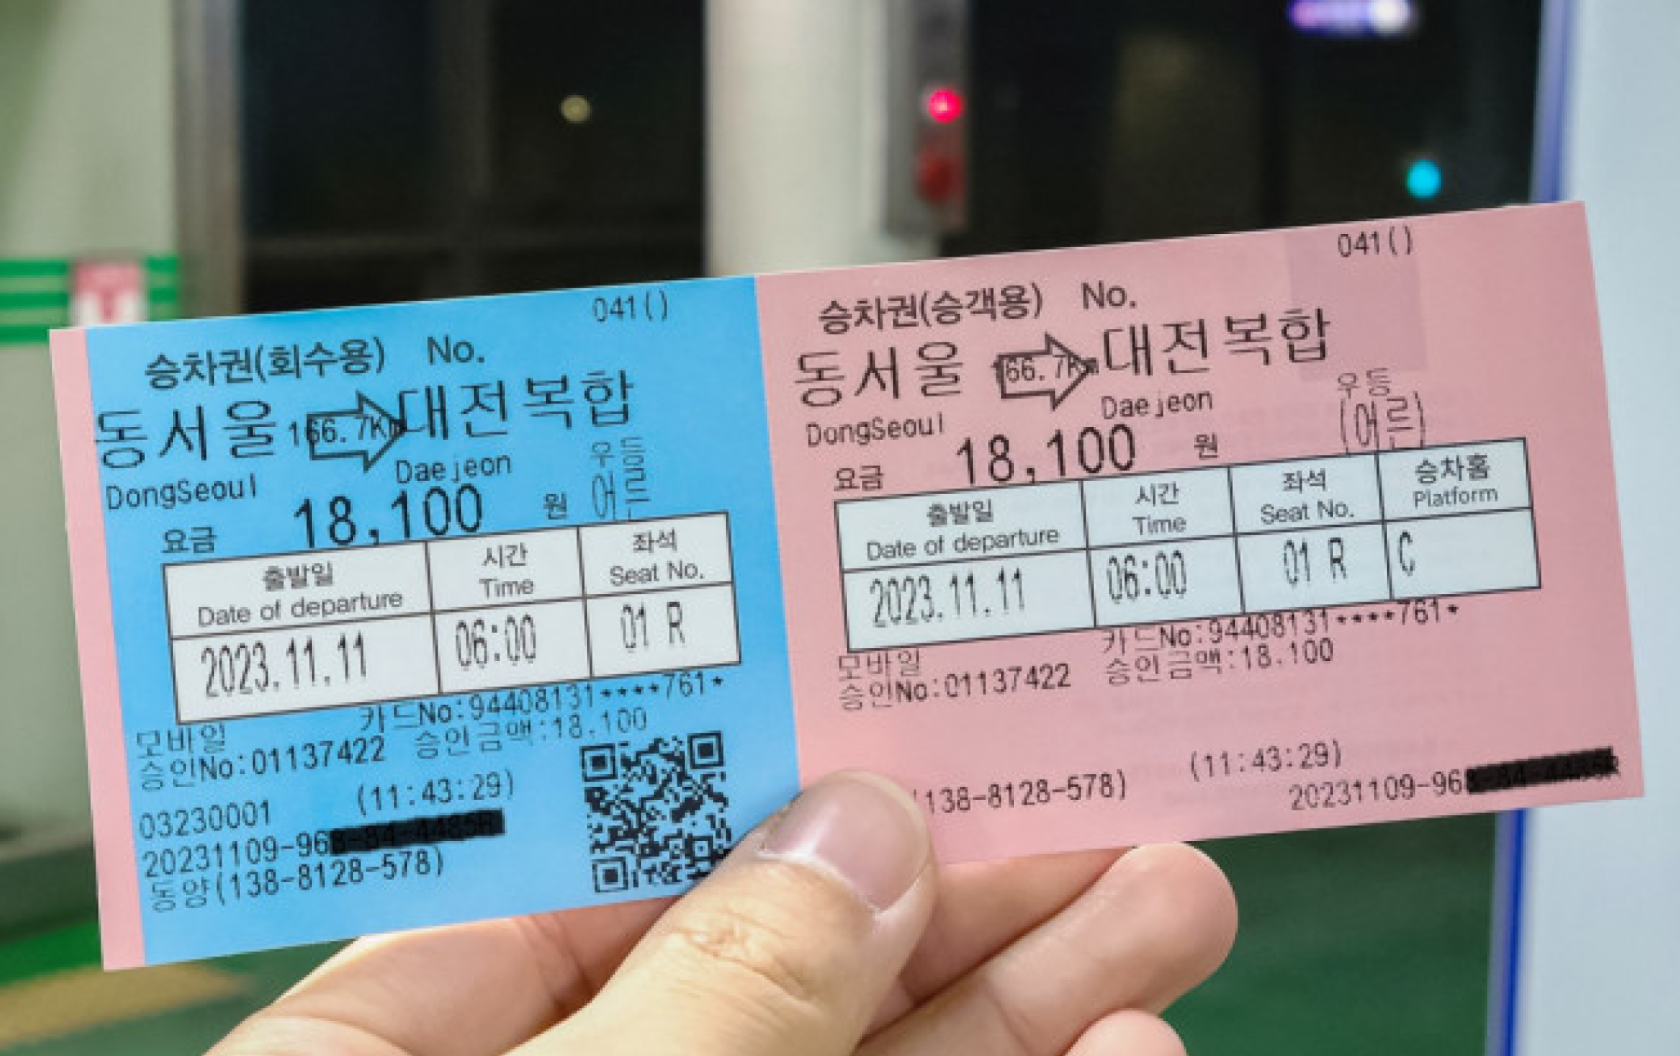 041()
승차권(회수용) No.
동서울 166.7Km 대전복합
DongSeoul Daejeon
우등
어른
요금 18,100 원
출발일 시간 좌석
Date of departure Time Seat No.
2023.11.11 06:00 01 R
카드No:94408131****761*
모바일
승인No:01137422 승인금액:18.100
03230001 (11:43:29)
20231109-96
동양(138-8128-578)
041()
승차권(승객용) No.
동서울 166.7Km 대전복합
DongSeoul Daejeon
우등
(어른)
요금 18,100 원
출발일 시간 좌석 승차홈
Date of departure Time Seat No. Platform
2023.11.11 06:00 01 R C
카드No:94408131****761*
모바일
승인No:01137422 승인금액:18.100
(138-8128-578) (11:43:29)
20231109-96